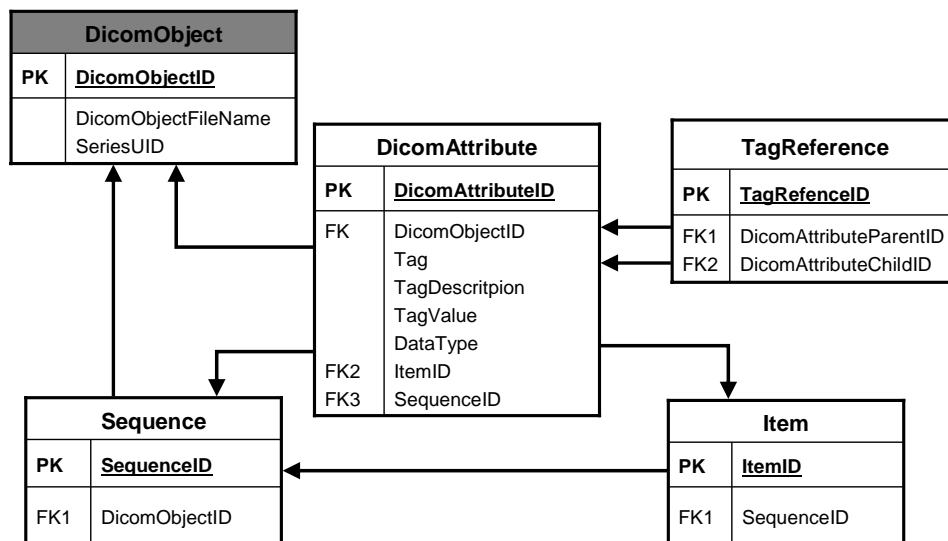 DicomObject
PK DicomObjectID
DicomObjectFileName
SeriesUID
DicomAttribute
PK DicomAttributeID
FK DicomObjectID
Tag
TagDescritpion
TagValue
DataType
FK2 ItemID
FK3 SequenceID
TagReference
PK TagRefenceID
FK1 DicomAttributeParentID
FK2 DicomAttributeChildID
Sequence
PK SequenceID
FK1 DicomObjectID
Item
PK ItemID
FK1 SequenceID